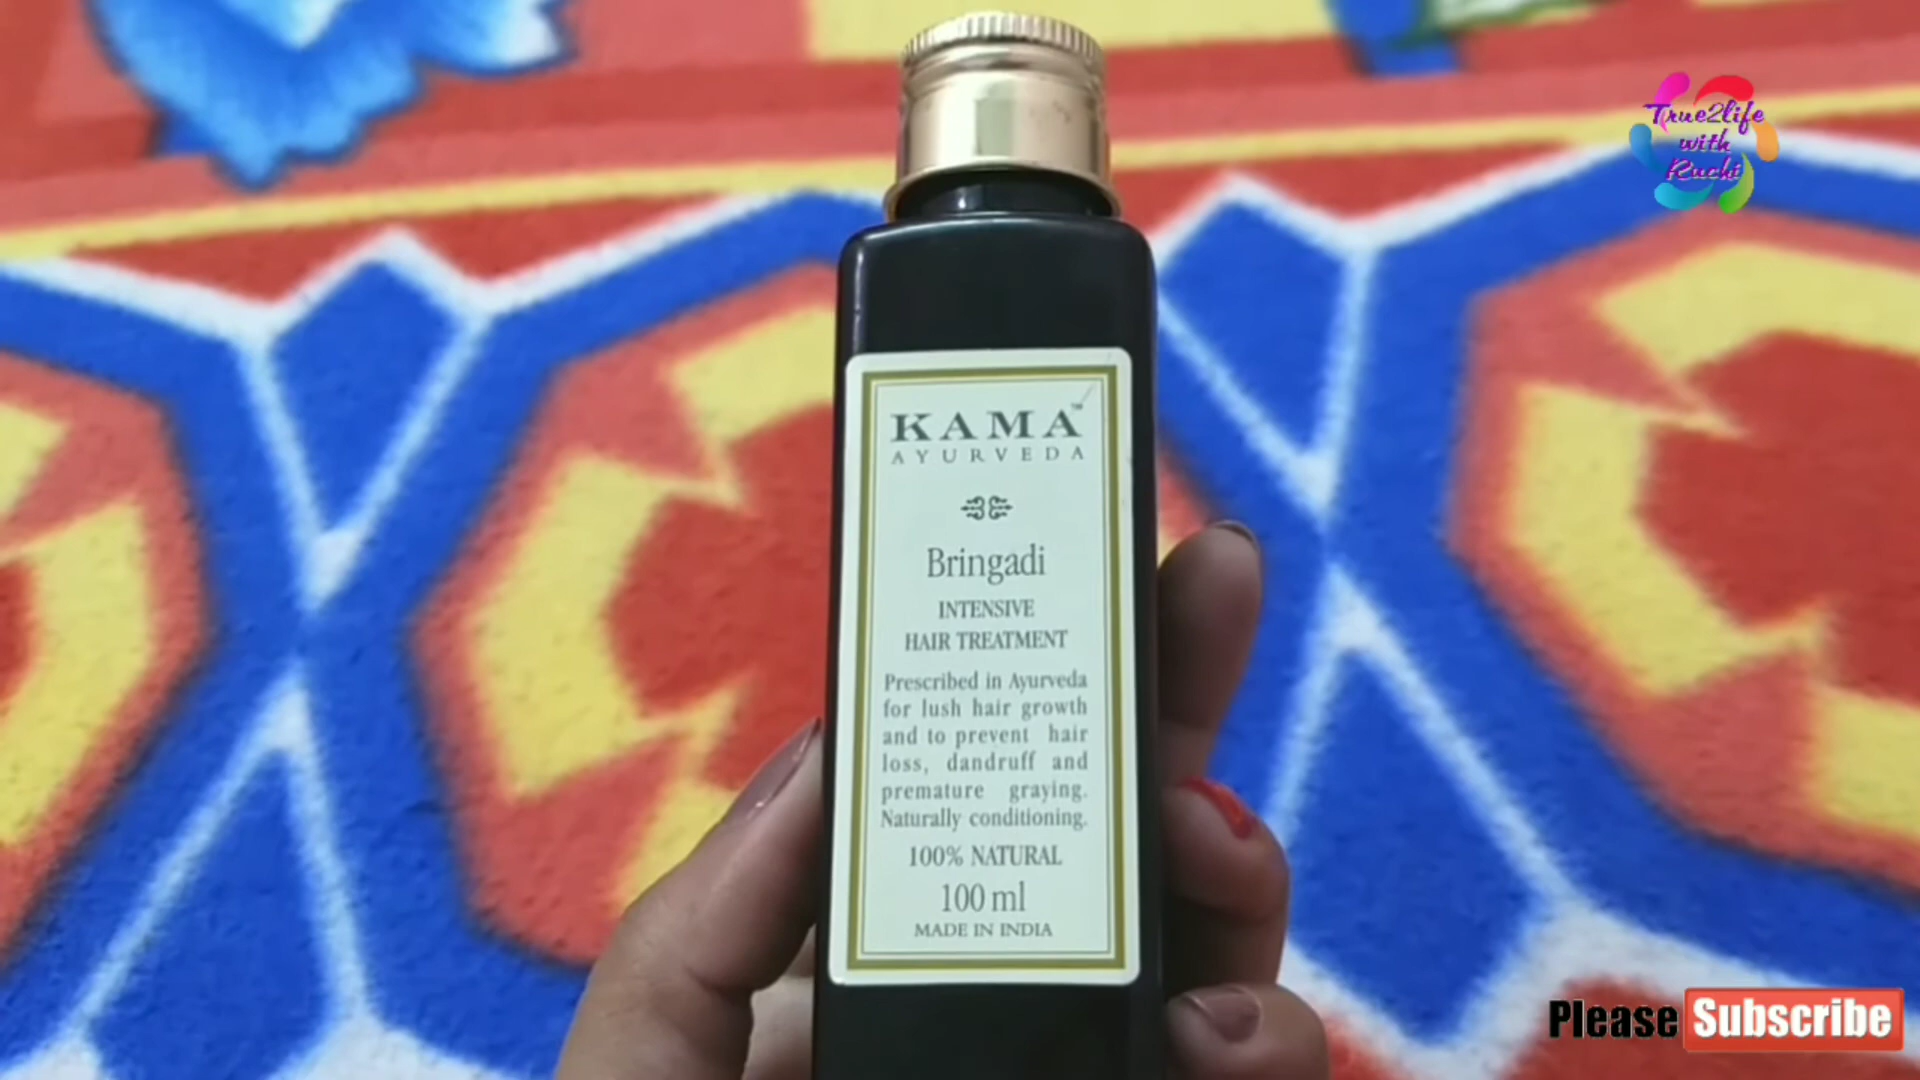 True2life
with
Ruchi
KAMA™
AYURVEDA
Bringadi
INTENSIVE
HAIR TREATMENT
Prescribed in Ayurveda
for lush hair growth
and to prevent hair
loss, dandruff and
premature graying.
Naturally conditioning.
100% NATURAL
100 ml
MADE IN INDIA
Please Subscribe